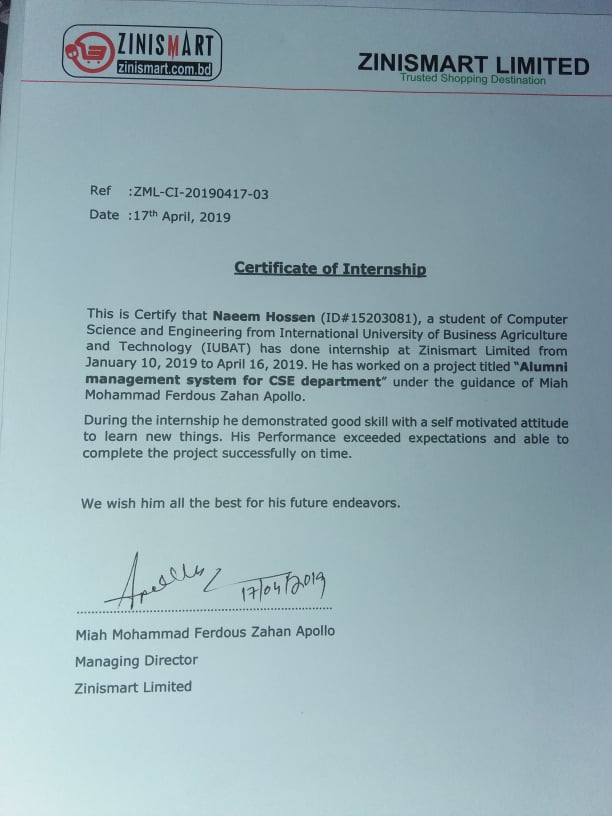 ZINISMART
zinismart.com.bd
ZINISMART LIMITED
Trusted Shopping Destination
Ref :ZML-CI-20190417-03
Date :17th April, 2019
Certificate of Internship
This is Certify that Naeem Hossen (ID#15203081), a student of Computer
Science and Engineering from International University of Business Agriculture
and Technology (IUBAT) has done internship at Zinismart Limited from
January 10, 2019 to April 16, 2019. He has worked on a project titled “Alumni
management system for CSE department” under the guidance of Miah
Mohammad Ferdous Zahan Apollo.
During the internship he demonstrated good skill with a self motivated attitude
to learn new things. His Performance exceeded expectations and able to
complete the project successfully on time.
We wish him all the best for his future endeavors.
Apollo 17/04/2019
Miah Mohammad Ferdous Zahan Apollo
Managing Director
Zinismart Limited